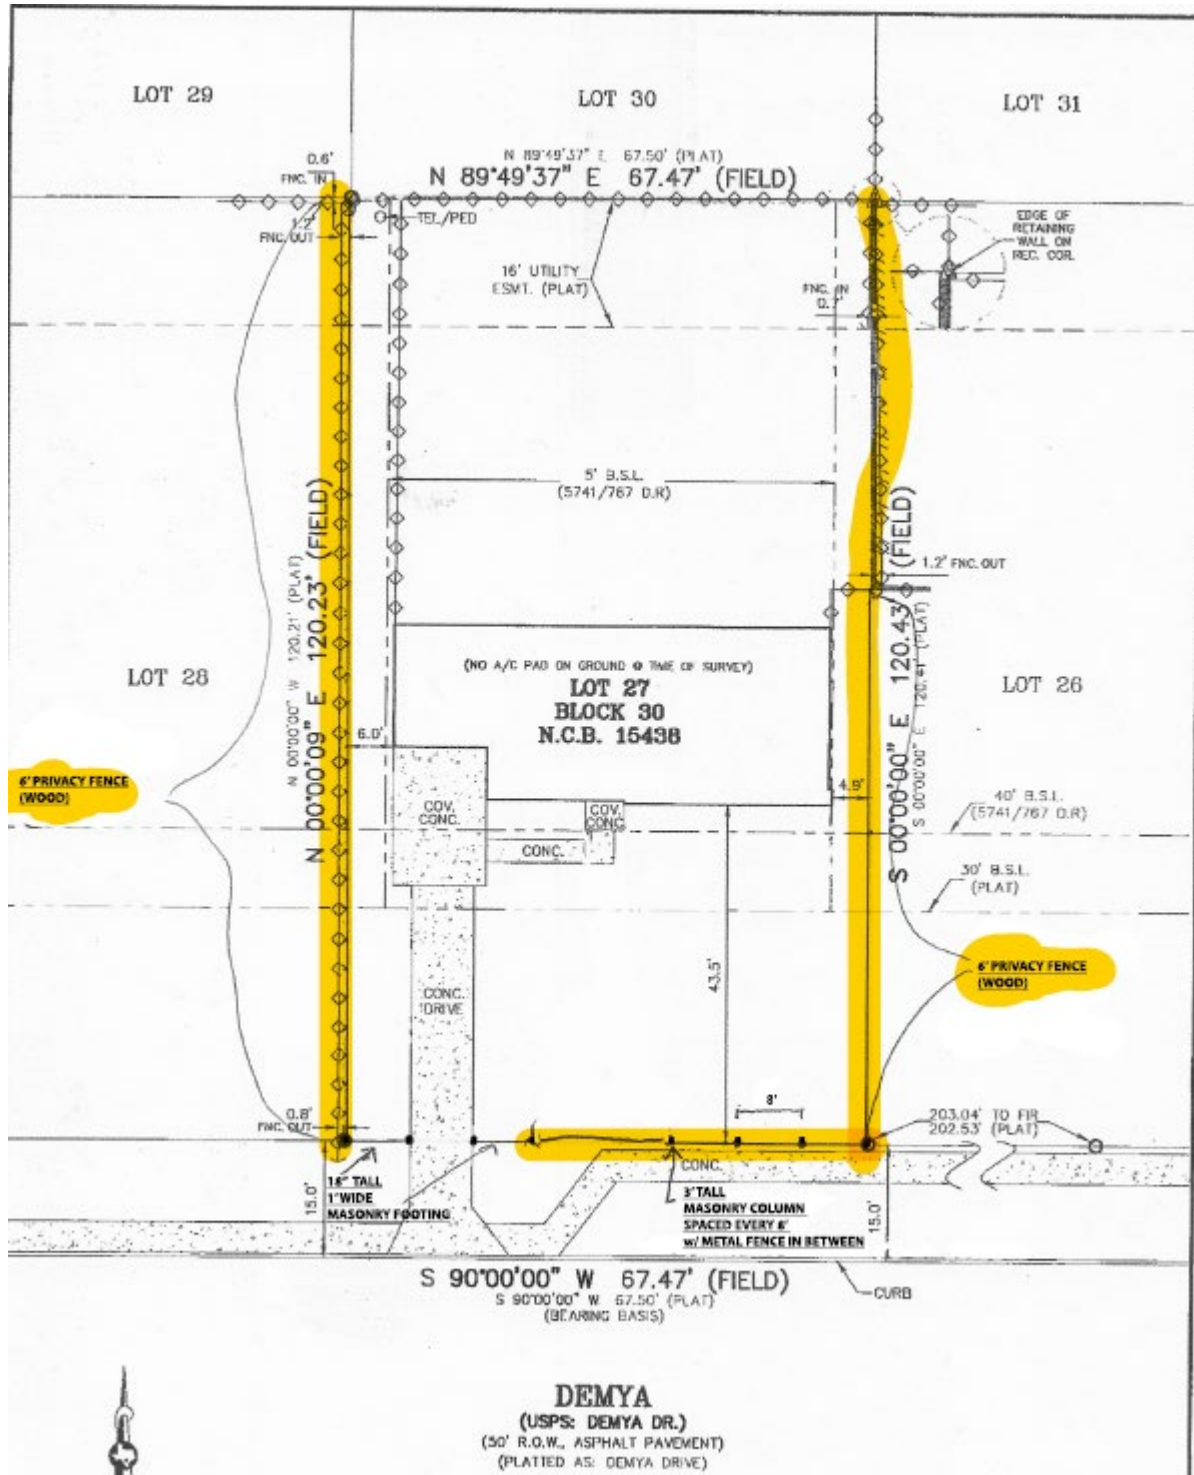 LOT 29
LOT 30
LOT 31
N 89°49'37" E 67.50' (PLAT)
N 89°49'37" E 67.47' (FIELD)
0.6'
FNC. IN
1.2'
FNC. OUT
TEL/PED
EDGE OF
RETAINING
WALL ON
REC. COR.
16' UTILITY
ESMT. (PLAT)
FNC. IN
5' B.S.L.
(5741/767 D.R)
N 00°00'09" E 120.23' (FIELD)
N 00°00'00" W 120.21' (PLAT)
S 00°00'00" E 120.43' (FIELD)
S 00°00'00" E 120.41' (PLAT)
1.2' FNC. OUT
(NO A/C PAD ON GROUND @ TIME OF SURVEY)
LOT 27
BLOCK 30
N.C.B. 15438
LOT 28
LOT 26
6.0'
4.9'
6' PRIVACY FENCE
(WOOD)
COV.
CONC.
COV.
CONC
CONC.
40' B.S.L.
(5741/767 D.R)
30' B.S.L.
(PLAT)
43.5'
6' PRIVACY FENCE
(WOOD)
CONC.
DRIVE
8'
0.8'
FNC. OUT
203.04' TO FIR
202.53' (PLAT)
CONC.
15.0'
18" TALL
1' WIDE
MASONRY FOOTING
3' TALL
MASONRY COLUMN
SPACED EVERY 8'
w/ METAL FENCE IN BETWEEN
15.0'
S 90°00'00" W 67.47' (FIELD)
S 90°00'00" W 67.50' (PLAT)
(BEARING BASIS)
CURB
DEMYA
(USPS: DEMYA DR.)
(50' R.O.W., ASPHALT PAVEMENT)
(PLATTED AS: DEMYA DRIVE)